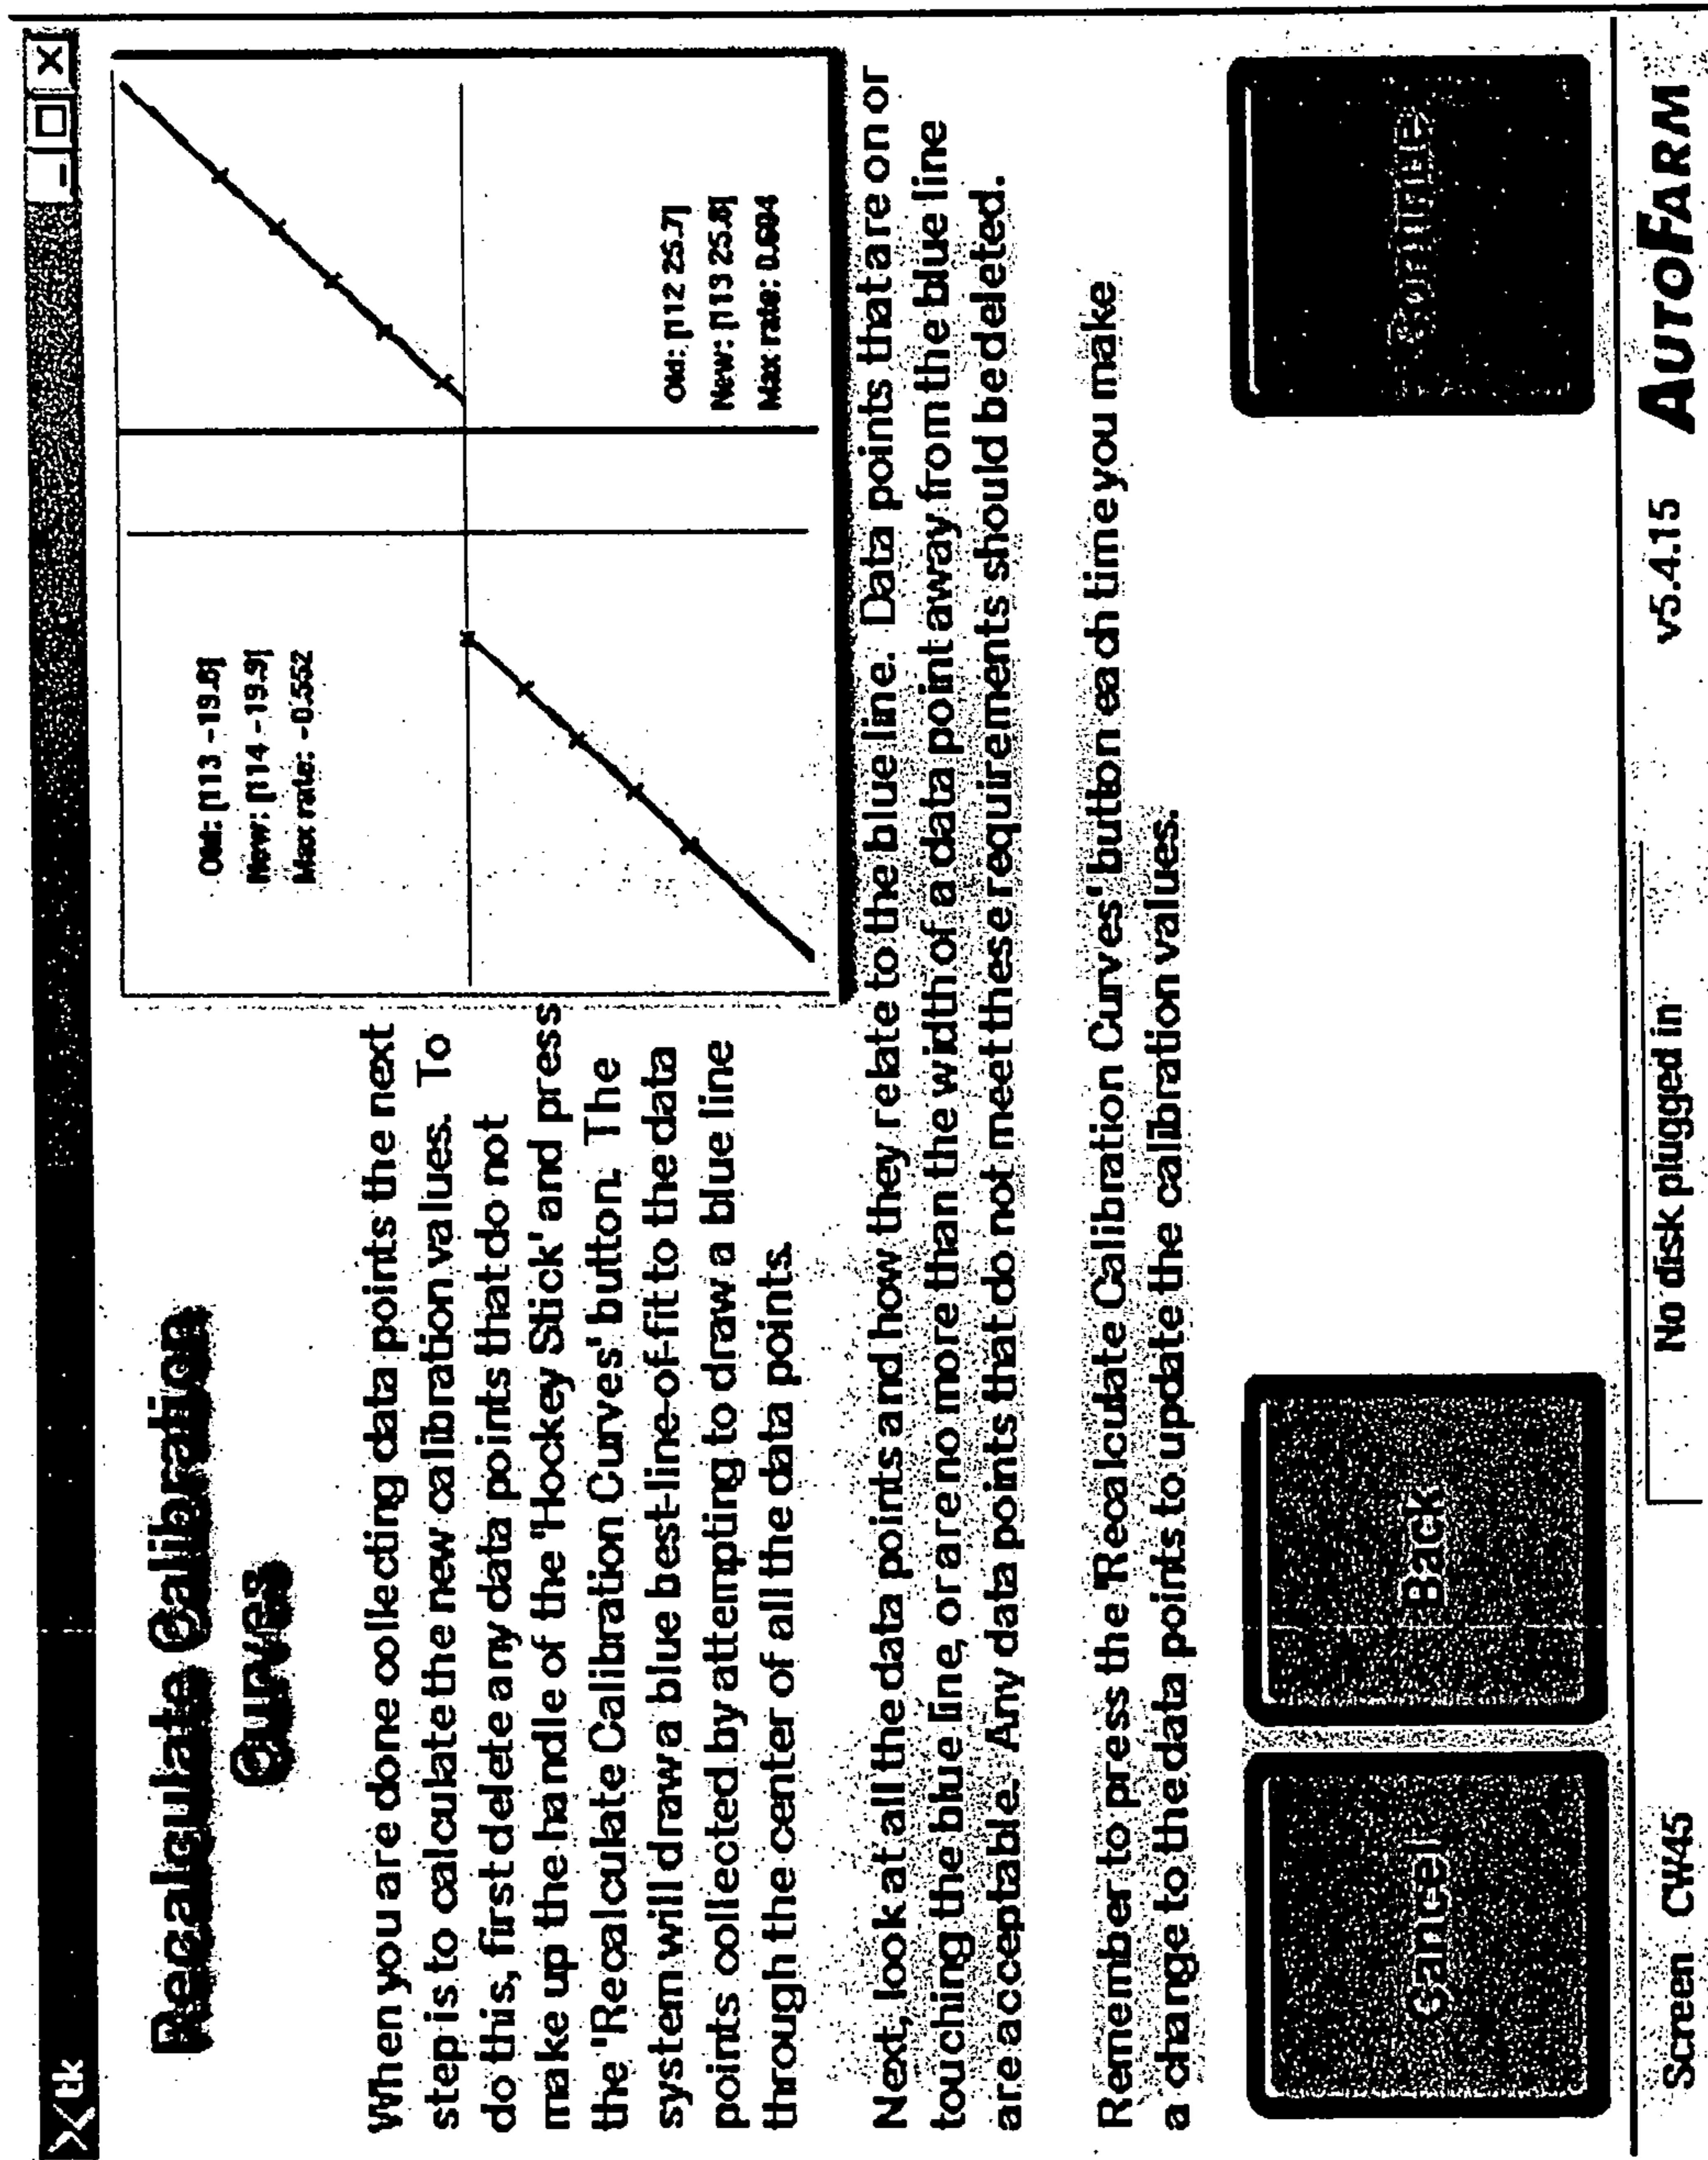 tk
Recalculate Calibration
Curves
When you are done collecting data points the next
step is to calculate the new calibration values. To
do this, first delete any data points that do not
make up the handle of the 'Hockey Stick' and press
the 'Recalculate Calibration Curves' button. The
system will draw a blue best-line-of-fit to the data
points collected by attempting to draw a blue line
through the center of all the data points.
Old: [113 -19.8]
New: [114 -19.9]
Max rate: -0.552
Old: [112 25.7]
New: [113 25.8]
Max rate: 0.604
Next, look at all the data points and how they relate to the blue line. Data points that are on or
touching the blue line, or are no more than the width of a data point away from the blue line
are acceptable. Any data points that do not meet these requirements should be deleted.
Remember to press the 'Recalculate Calibration Curves' button each time you make
a change to the data points to update the calibration values.
Cancel
Back
Continue
Screen CW45
No disk plugged in
v5.4.15
AUTOFARM